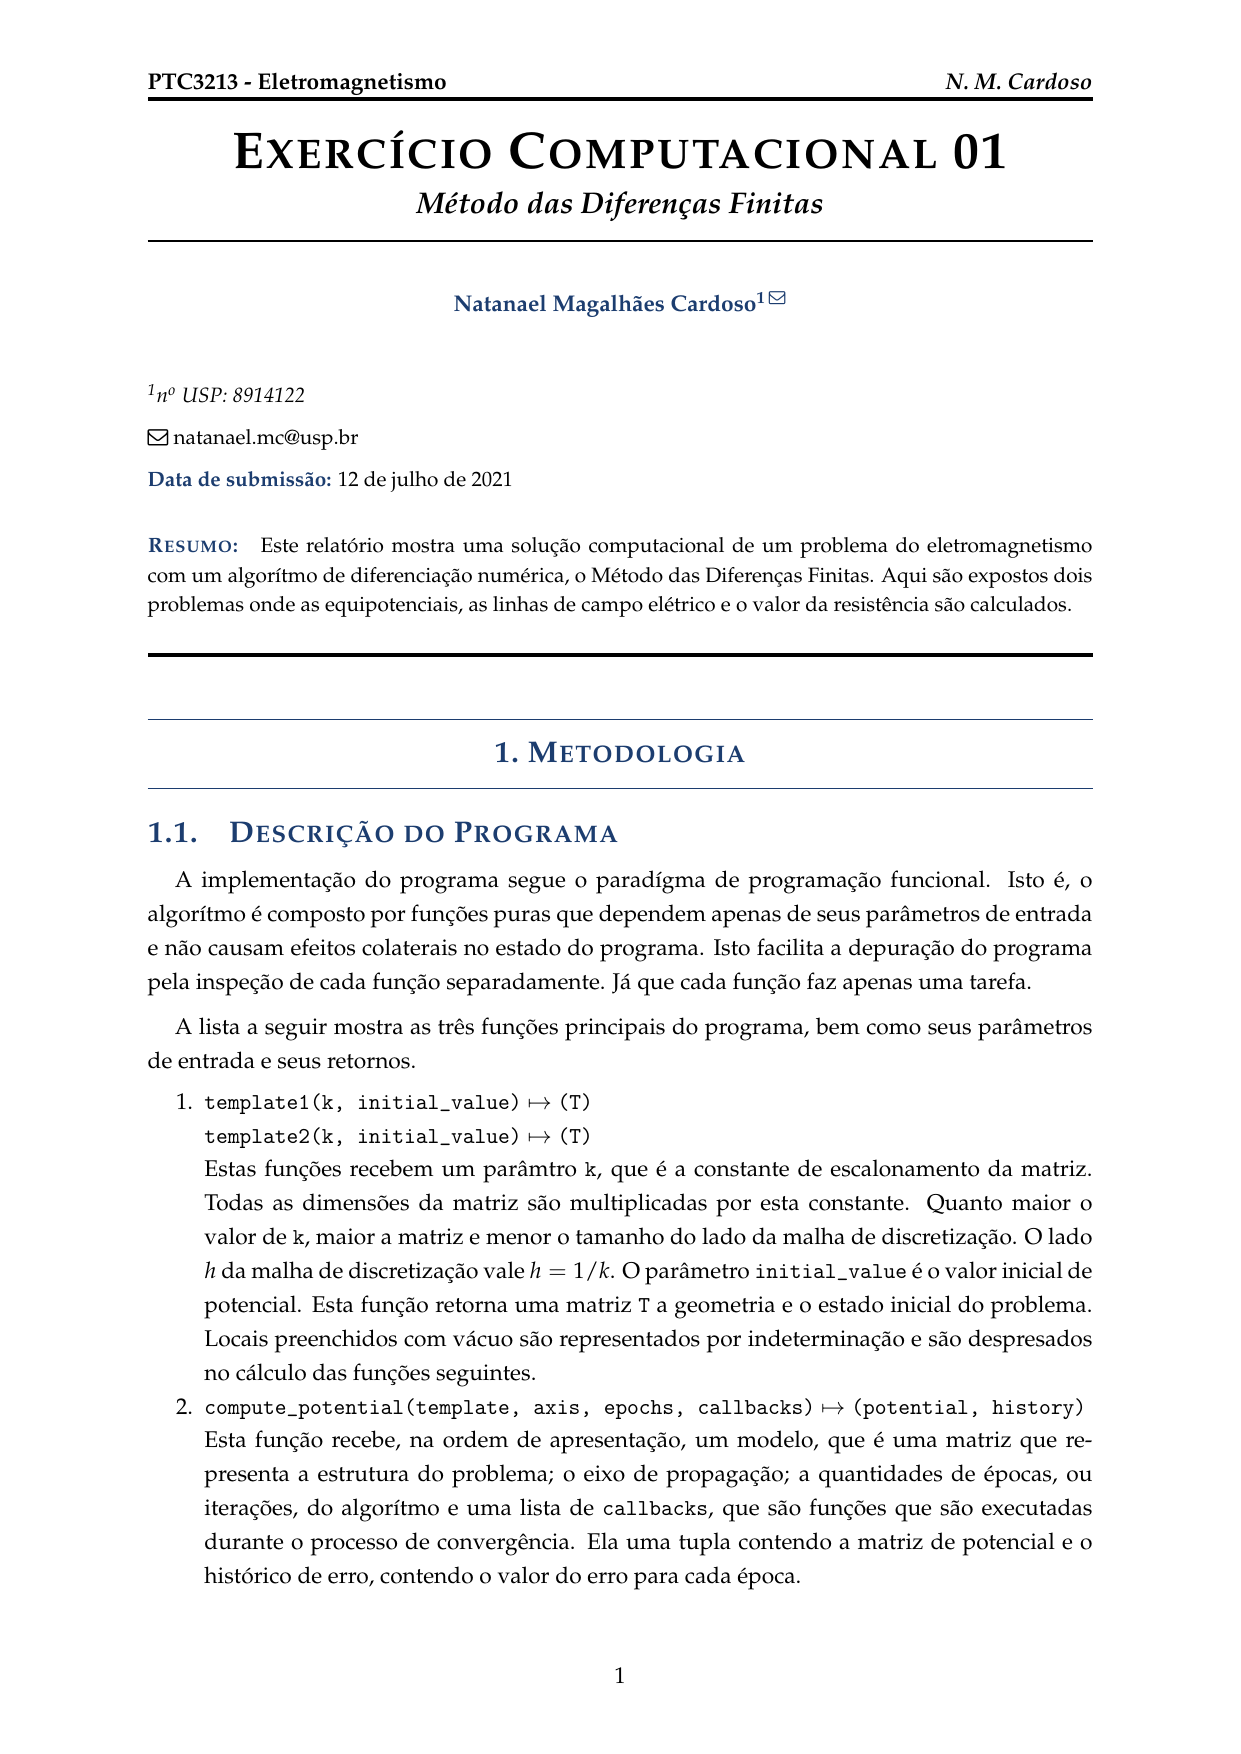 PTC3213 - Eletromagnetismo N. M. Cardoso
EXERCÍCIO COMPUTACIONAL 01
Método das Diferenças Finitas
Natanael Magalhães Cardoso¹
¹nº USP: 8914122
natanael.mc@usp.br
Data de submissão: 12 de julho de 2021
RESUMO: Este relatório mostra uma solução computacional de um problema do eletromagnetismo
com um algorítmo de diferenciação numérica, o Método das Diferenças Finitas. Aqui são expostos dois
problemas onde as equipotenciais, as linhas de campo elétrico e o valor da resistência são calculados.
1. METODOLOGIA
1.1. DESCRIÇÃO DO PROGRAMA
A implementação do programa segue o paradígma de programação funcional. Isto é, o
algorítmo é composto por funções puras que dependem apenas de seus parâmetros de entrada
e não causam efeitos colaterais no estado do programa. Isto facilita a depuração do programa
pela inspeção de cada função separadamente. Já que cada função faz apenas uma tarefa.
A lista a seguir mostra as três funções principais do programa, bem como seus parâmetros
de entrada e seus retornos.
1. template1(k, initial_value) ↦ (T)
template2(k, initial_value) ↦ (T)
Estas funções recebem um parâmtro k, que é a constante de escalonamento da matriz.
Todas as dimensões da matriz são multiplicadas por esta constante. Quanto maior o
valor de k, maior a matriz e menor o tamanho do lado da malha de discretização. O lado
h da malha de discretização vale h = 1/k. O parâmetro initial_value é o valor inicial de
potencial. Esta função retorna uma matriz T a geometria e o estado inicial do problema.
Locais preenchidos com vácuo são representados por indeterminação e são despresados
no cálculo das funções seguintes.
2. compute_potential(template, axis, epochs, callbacks) ↦ (potential, history)
Esta função recebe, na ordem de apresentação, um modelo, que é uma matriz que re-
presenta a estrutura do problema; o eixo de propagação; a quantidades de épocas, ou
iterações, do algorítmo e uma lista de callbacks, que são funções que são executadas
durante o processo de convergência. Ela uma tupla contendo a matriz de potencial e o
histórico de erro, contendo o valor do erro para cada época.
1